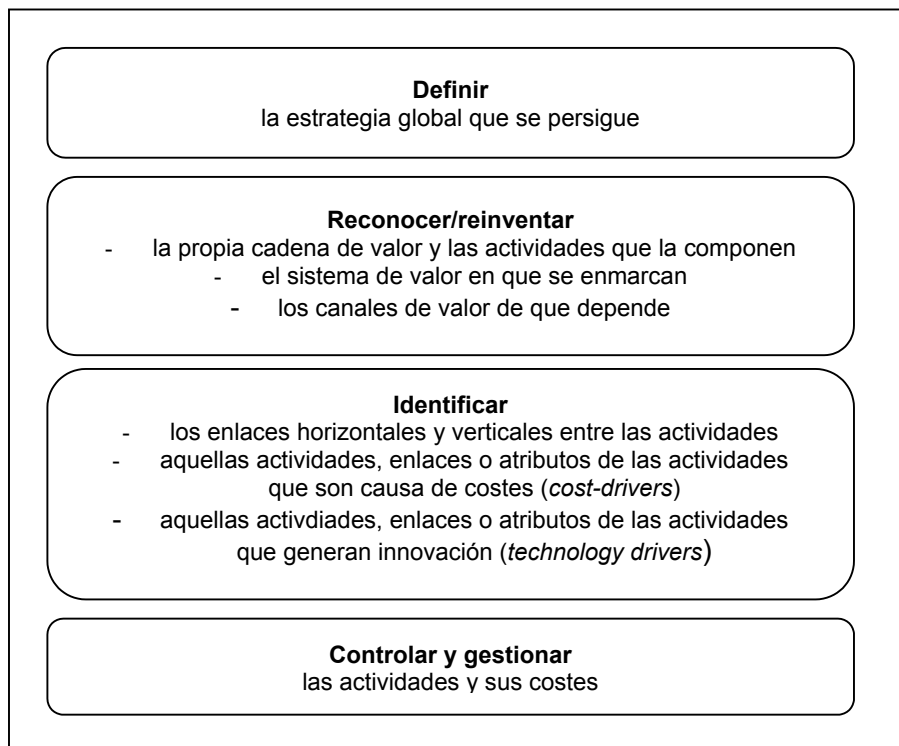 Definir
la estrategia global que se persigue
Reconocer/reinventar
- la propia cadena de valor y las actividades que la componen
- el sistema de valor en que se enmarcan
- los canales de valor de que depende
Identificar
- los enlaces horizontales y verticales entre las actividades
- aquellas actividades, enlaces o atributos de las actividades
que son causa de costes (cost-drivers)
- aquellas activdiades, enlaces o atributos de las actividades
que generan innovación (technology drivers)
Controlar y gestionar
las actividades y sus costes